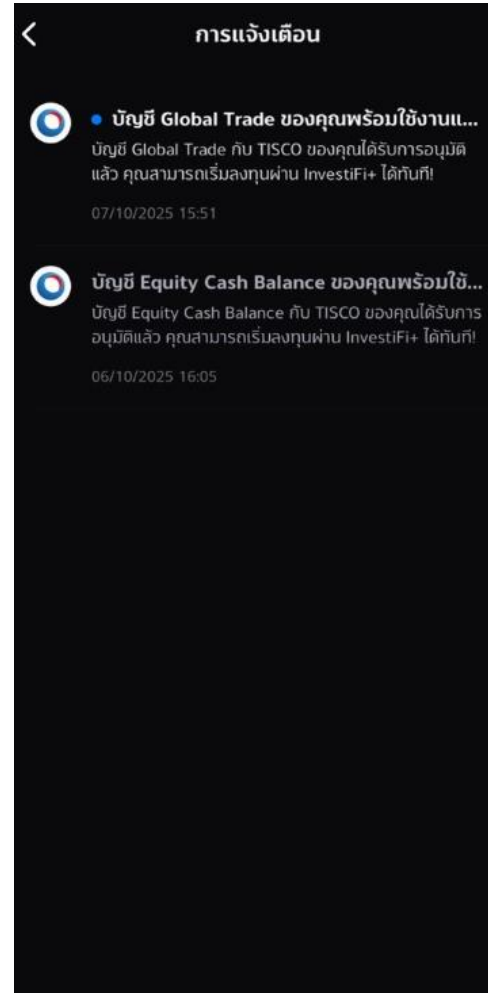 การแจ้งเตือน
บัญชี Global Trade ของคุณพร้อมใช้งานแ...
บัญชี Global Trade กับ TISCO ของคุณได้รับการอนุมัติ
แล้ว คุณสามารถเริ่มลงทุนผ่าน InvestiFi+ ได้ทันที!
07/10/2025 15:51
บัญชี Equity Cash Balance ของคุณพร้อมใช้...
บัญชี Equity Cash Balance กับ TISCO ของคุณได้รับการ
อนุมัติแล้ว คุณสามารถเริ่มลงทุนผ่าน InvestiFi+ ได้ทันที!
06/10/2025 16:05